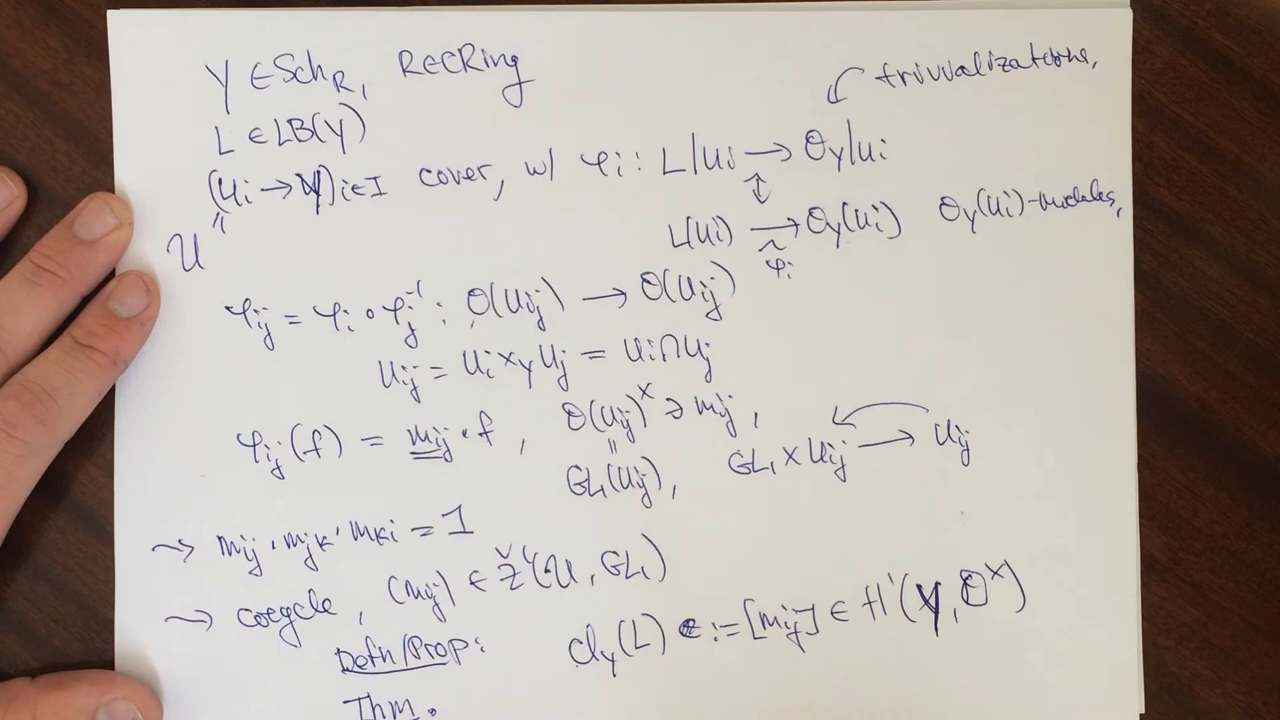 Y ∈ Sch_R, R ∈ CRing
L ∈ LB(Y)
(U_i → Y)_{i∈I} cover, w/ φ_i : L|U_i → O_Y|U_i
trivializations,
↕
U
L(U_i) →~ O_Y(U_i) O_Y(U_i)-modules,
φ_i
φ_ij = φ_i ∘ φ_j^{-1} : O(U_ij) → O(U_ij)
U_ij = U_i ×_Y U_j = U_i ∩ U_j
φ_ij(f) = m_ij · f, O(U_ij)^× ∋ m_ij,
=
GL_1(U_ij), GL_1 × U_ij → U_ij
⇝ m_ij · m_jk · m_ki = 1
⇝ cocycle, (m_ij) ∈ Ž^1(U, GL_1)
Defn/Prop: cl_Y(L) := [m_ij] ∈ H^1(Y, O^×)
Thm.